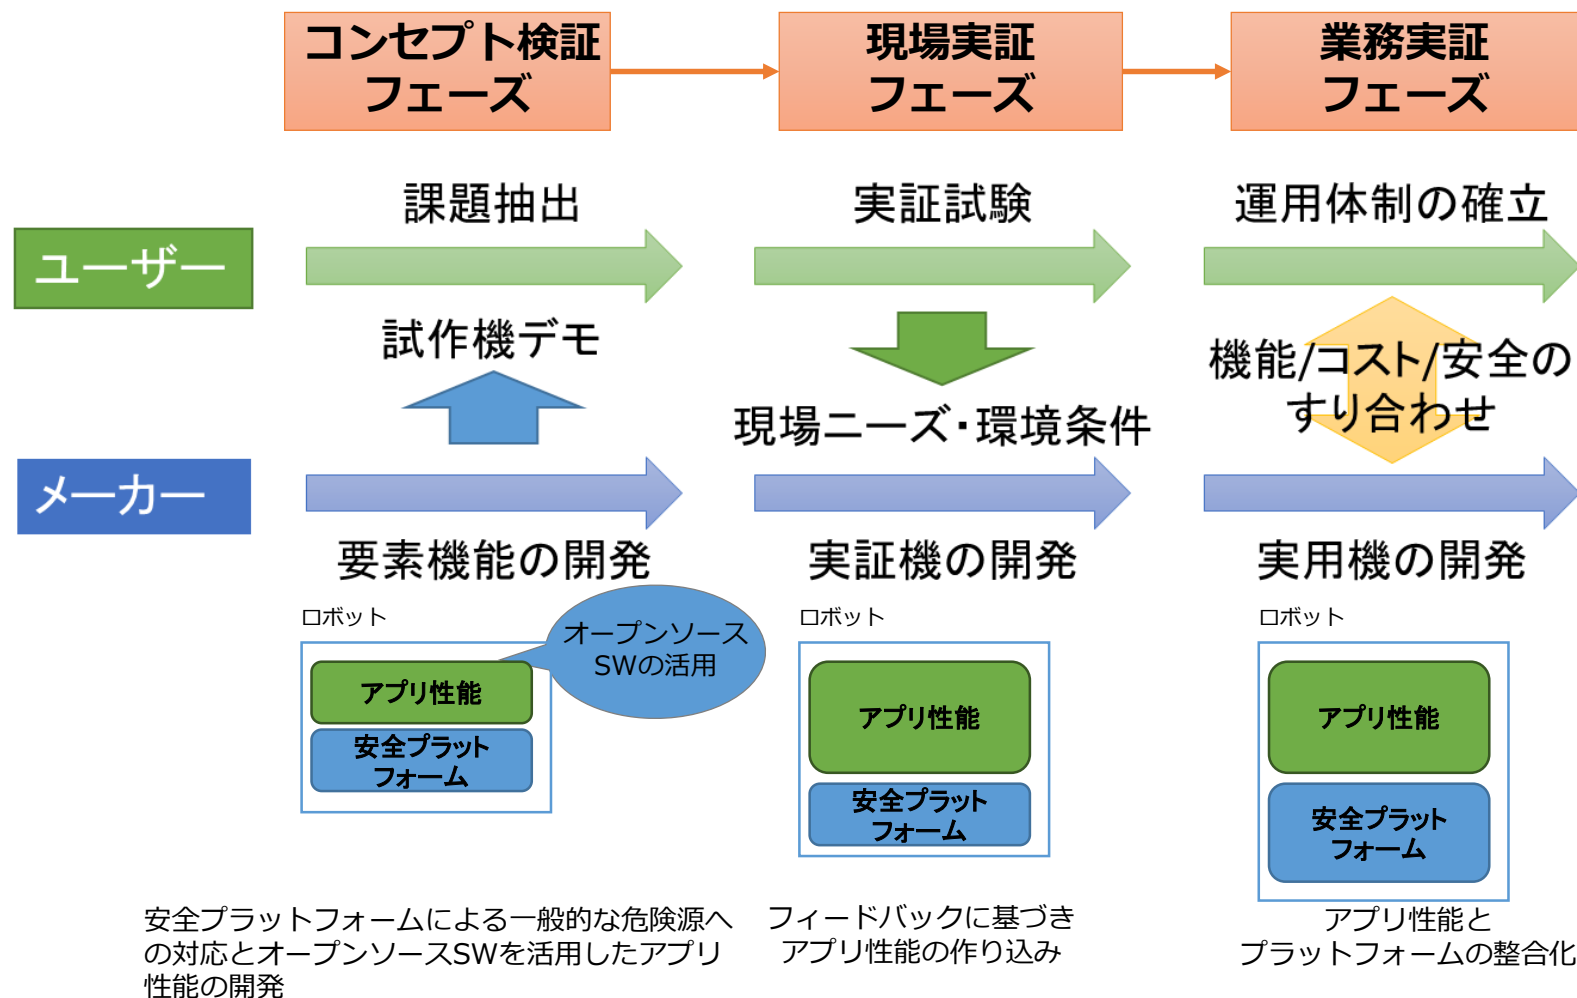 コンセプト検証
フェーズ
現場実証
フェーズ
業務実証
フェーズ
課題抽出
実証試験
運用体制の確立
ユーザー
試作機デモ
機能/コスト/安全の
すり合わせ
現場ニーズ・環境条件
メーカー
要素機能の開発
実証機の開発
実用機の開発
ロボット
オープンソース
SWの活用
アプリ性能
安全プラット
フォーム
ロボット
アプリ性能
安全プラット
フォーム
ロボット
アプリ性能
安全プラット
フォーム
安全プラットフォームによる一般的な危険源へ
の対応とオープンソースSWを活用したアプリ
性能の開発
フィードバックに基づき
アプリ性能の作り込み
アプリ性能と
プラットフォームの整合化